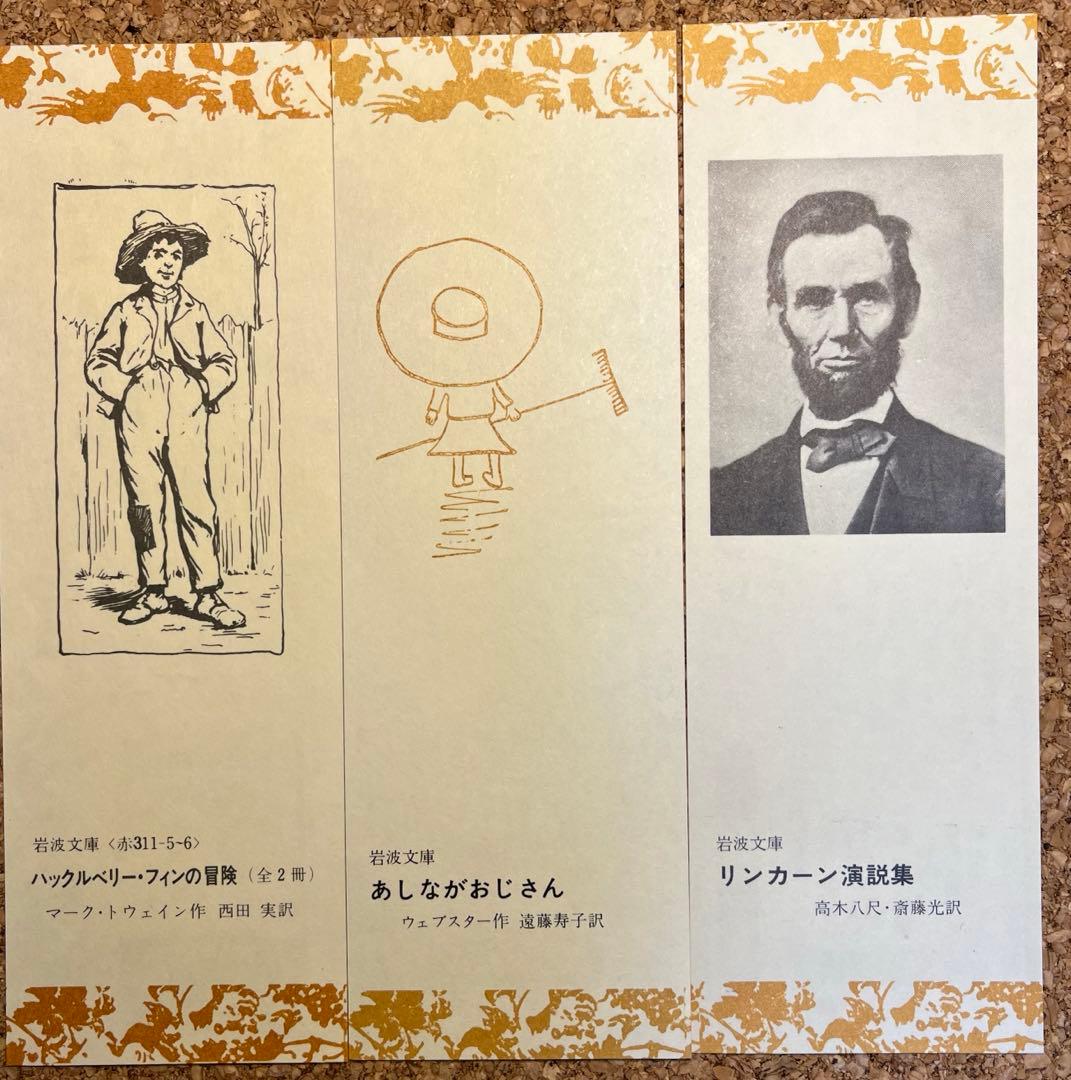 岩波文庫〈赤311-5~6〉
ハックルベリー・フィンの冒険（全2冊）
マーク・トウェイン作 西田 実訳
岩波文庫
あしながおじさん
ウェブスター作 遠藤寿子訳
岩波文庫
リンカーン演説集
高木八尺・斎藤光訳